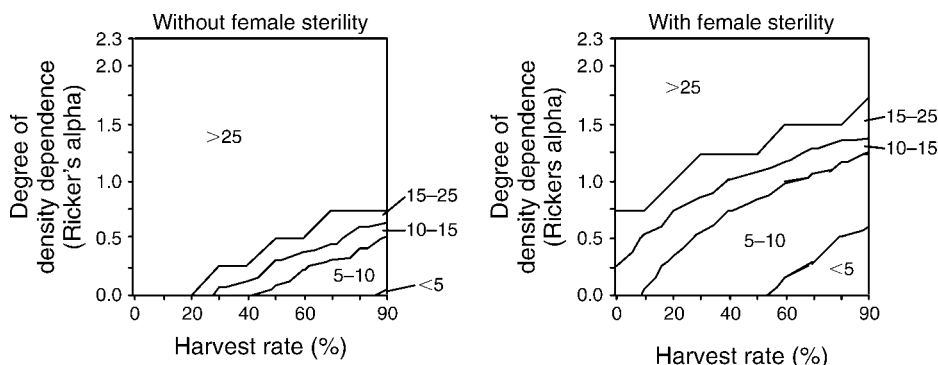 Without female sterility
Degree of
density dependence
(Ricker's alpha)
2.3
2.0
1.5
1.0
0.5
0.0
>25
15–25
10–15
5–10
<5
0 20 40 60 80 90
Harvest rate (%)
With female sterility
Degree of
density dependence
(Rickers alpha)
2.3
2.0
1.5
1.0
0.5
0.0
>25
15–25
10–15
5–10
<5
0 20 40 60 80 90
Harvest rate (%)